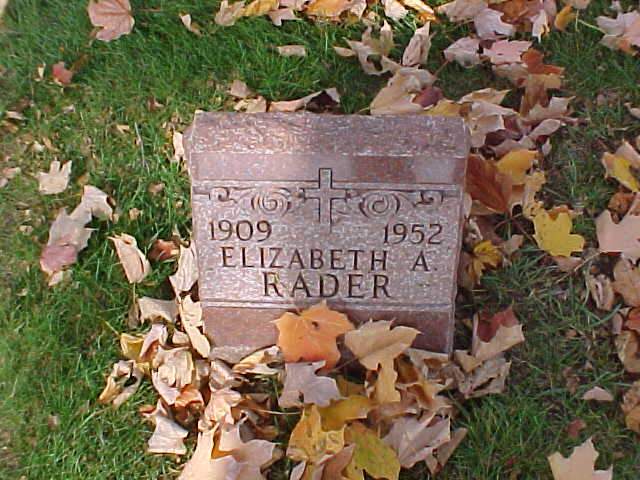 1909 1952
ELIZABETH A.
RADER